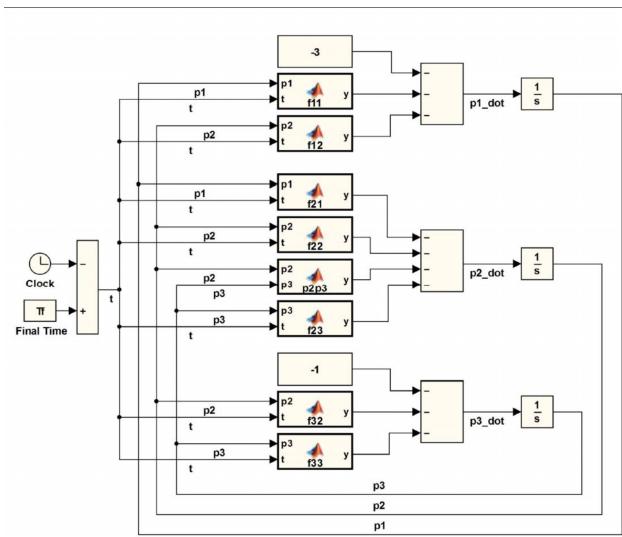 -3
p1
t
f11
y
p1
t
p2
t
f12
y
p2
t
p1_dot
1
s
p1
t
f21
y
p1
t
p2
t
f22
y
p2
t
p2
p3
p2p3
y
p2
p3
p3
t
f23
y
p3
t
p2_dot
1
s
Clock
Tf
Final Time
t
-1
p2
t
f32
y
p2
t
p3
t
f33
y
p3
t
p3_dot
1
s
p3
p2
p1